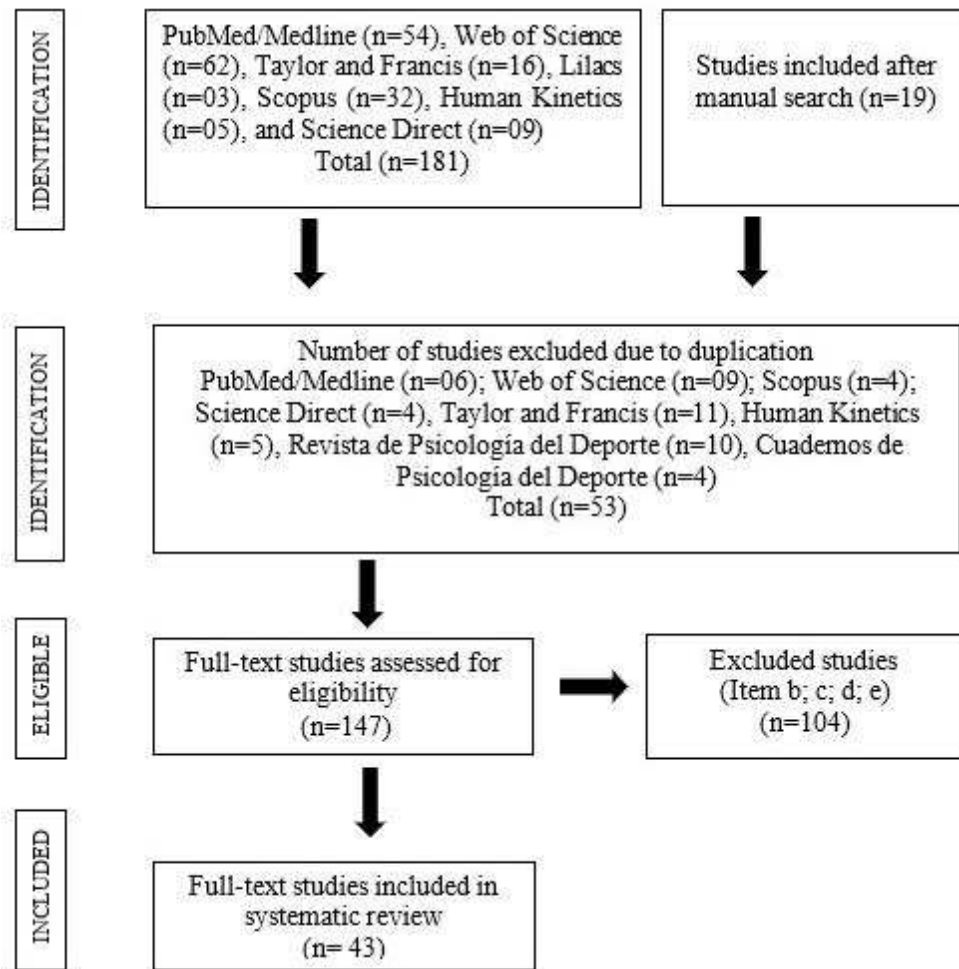 IDENTIFICATION
PubMed/Medline (n=54), Web of Science
(n=62), Taylor and Francis (n=16), Lilacs
(n=03), Scopus (n=32), Human Kinetics
(n=05), and Science Direct (n=09)
Total (n=181)
Studies included after
manual search (n=19)
IDENTIFICATION
Number of studies excluded due to duplication
PubMed/Medline (n=06); Web of Science (n=09); Scopus (n=4);
Science Direct (n=4), Taylor and Francis (n=11), Human Kinetics
(n=5), Revista de Psicología del Deporte (n=10), Cuadernos de
Psicología del Deporte (n=4)
Total (n=53)
ELIGIBLE
Full-text studies assessed for
eligibility
(n=147)
Excluded studies
(Item b; c; d; e)
(n=104)
INCLUDED
Full-text studies included in
systematic review
(n= 43)